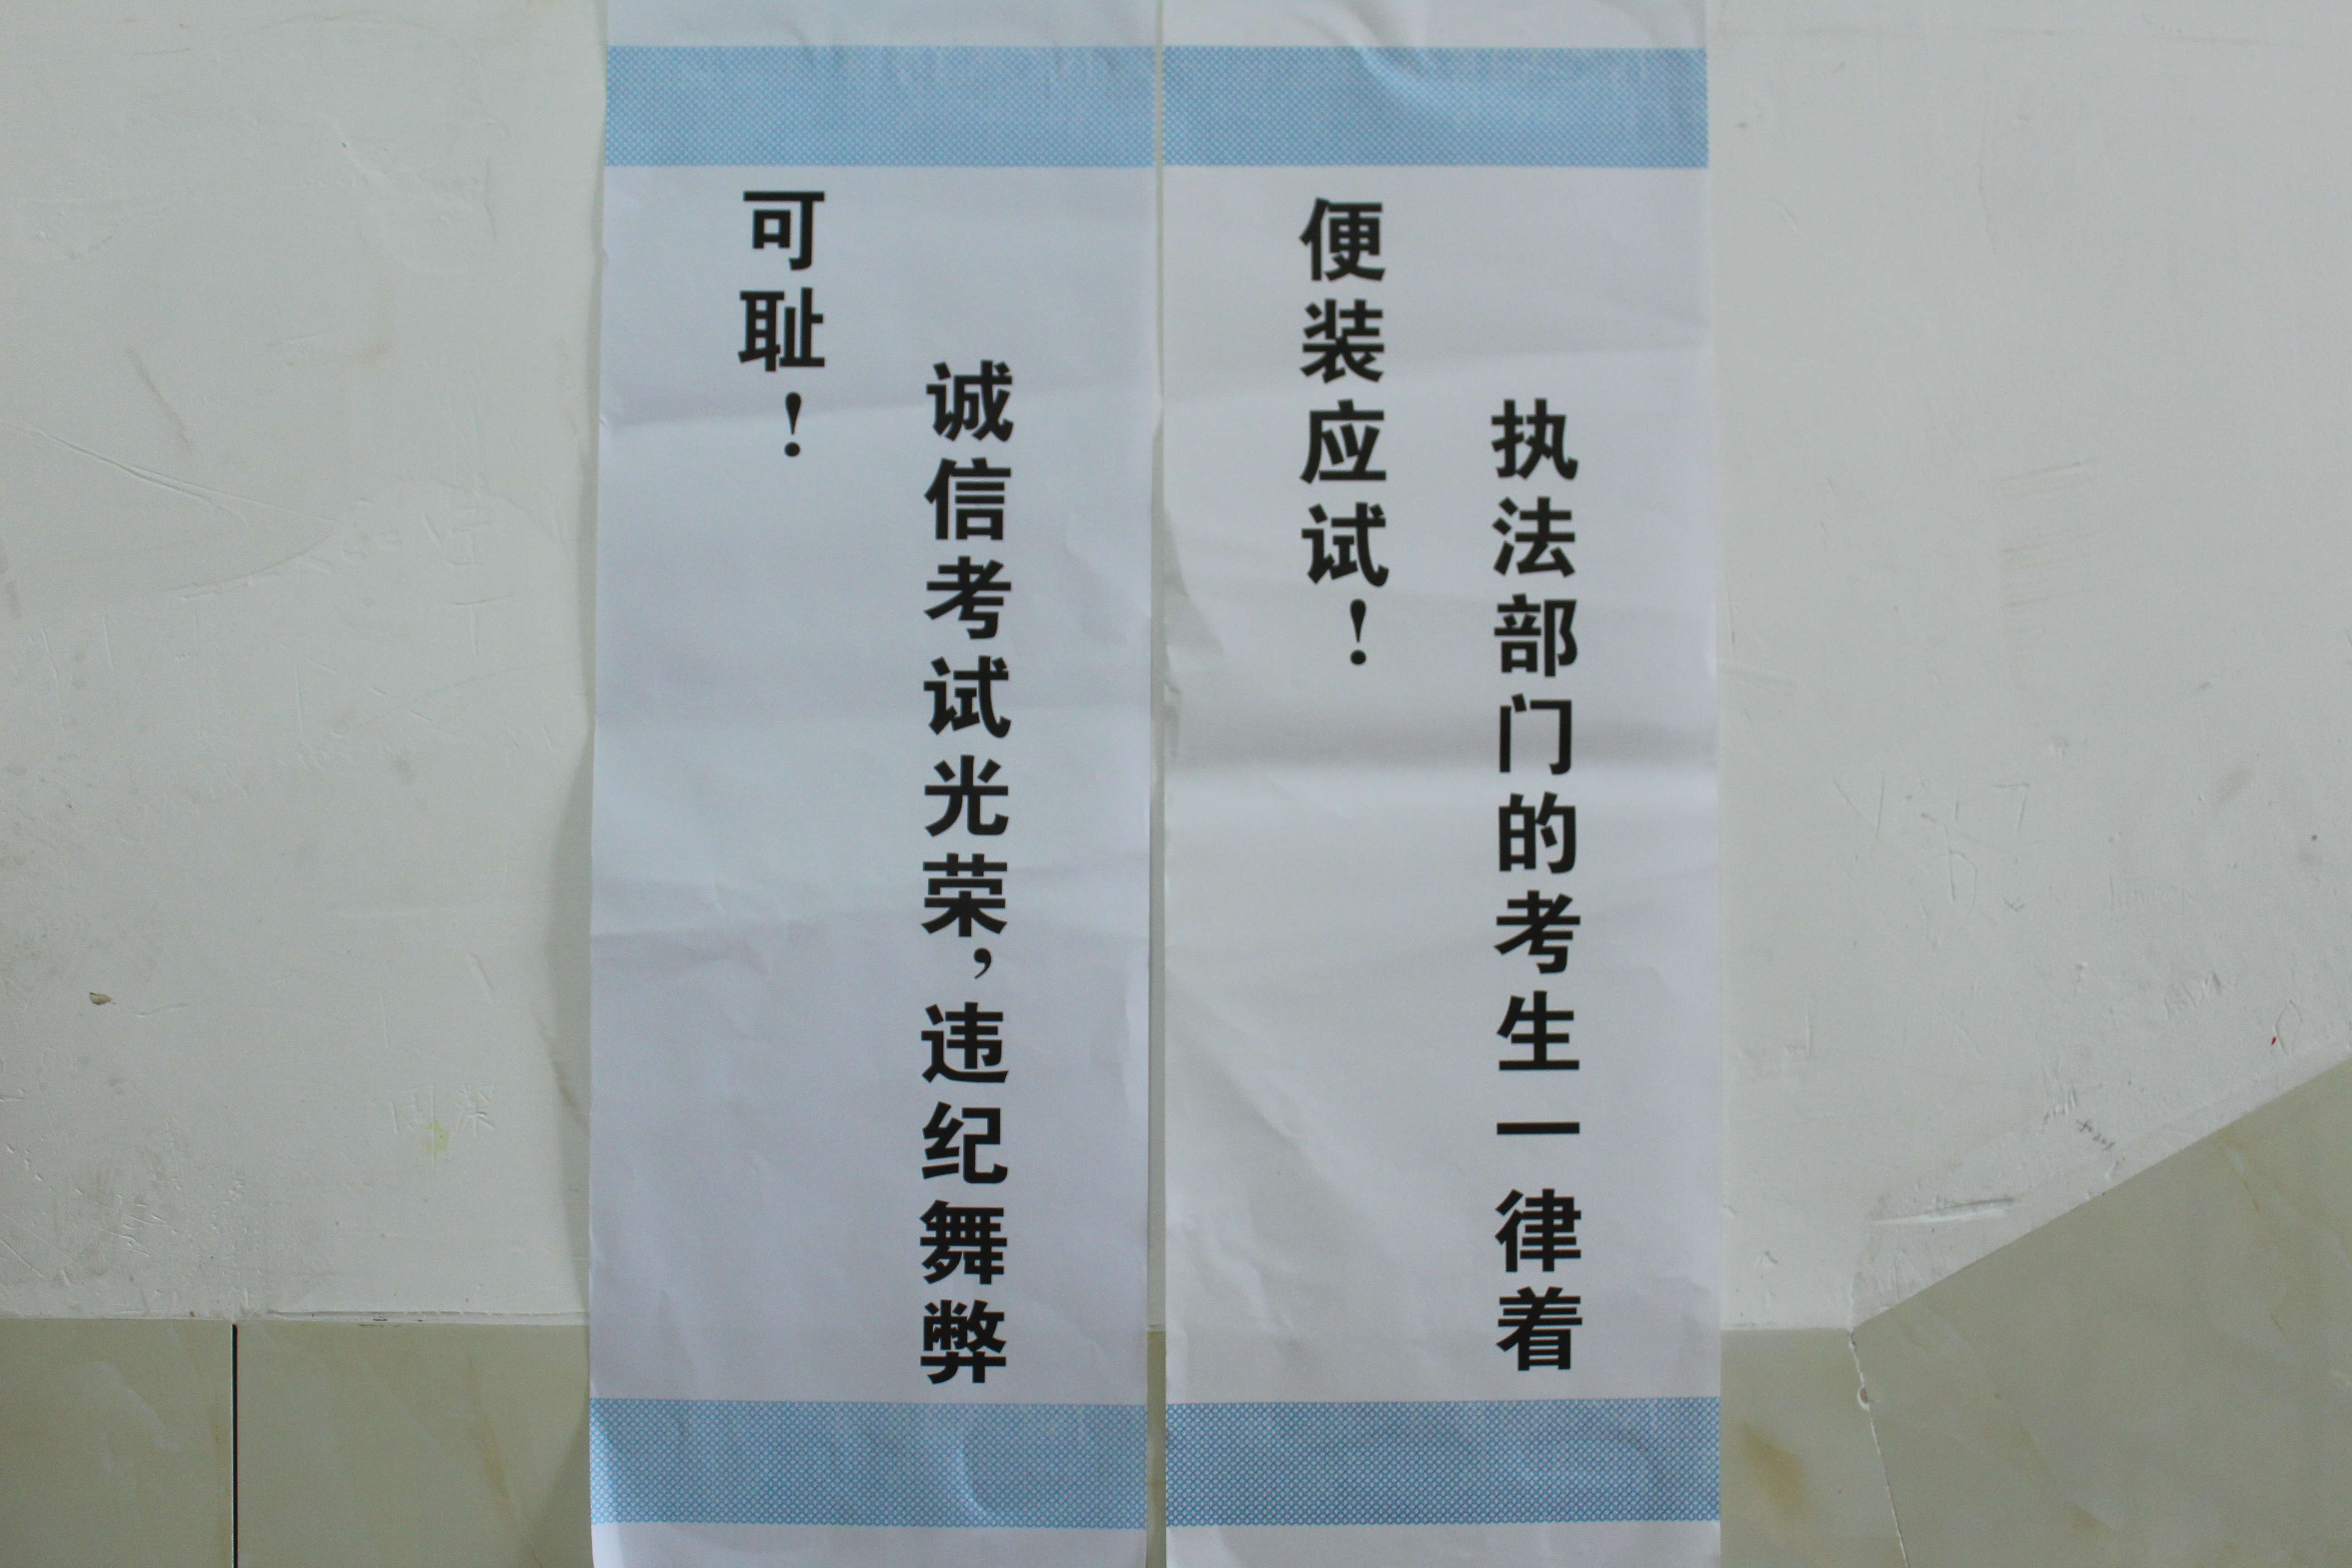 执法部门的考生一律着
便装应试！
诚信考试光荣，违纪舞弊
可耻！